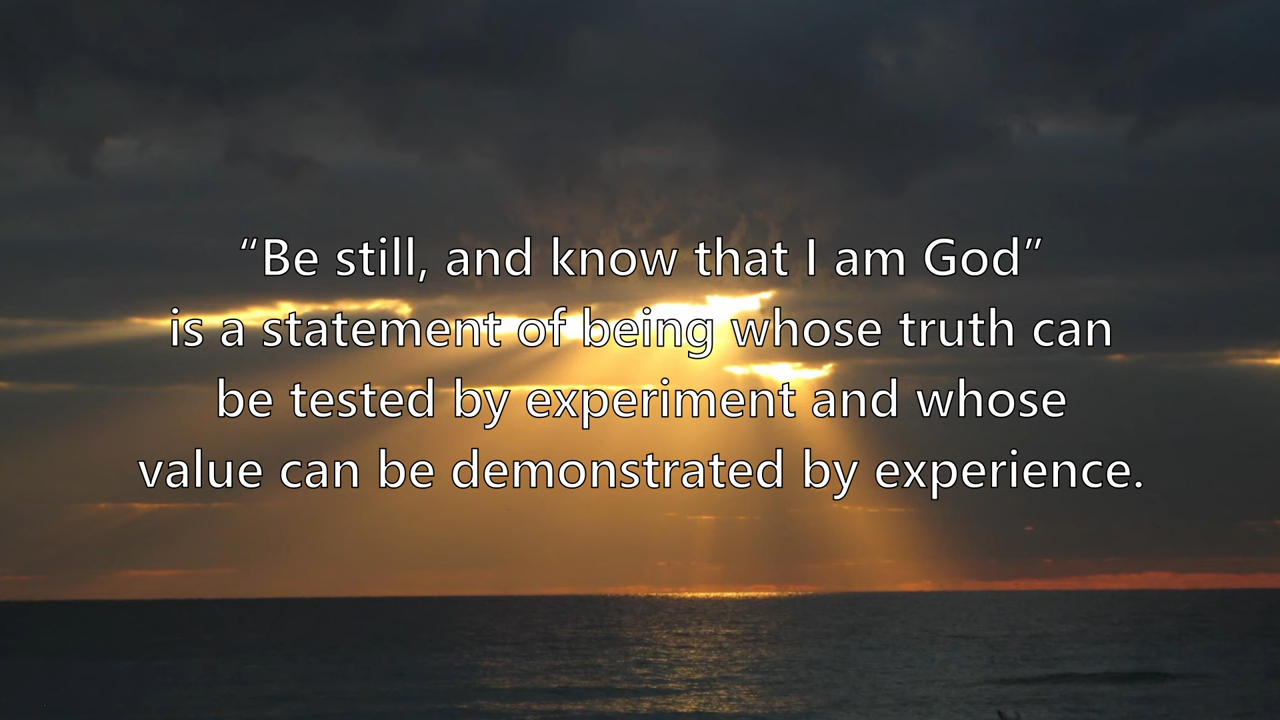 “Be still, and know that I am God”
is a statement of being whose truth can
be tested by experiment and whose
value can be demonstrated by experience.